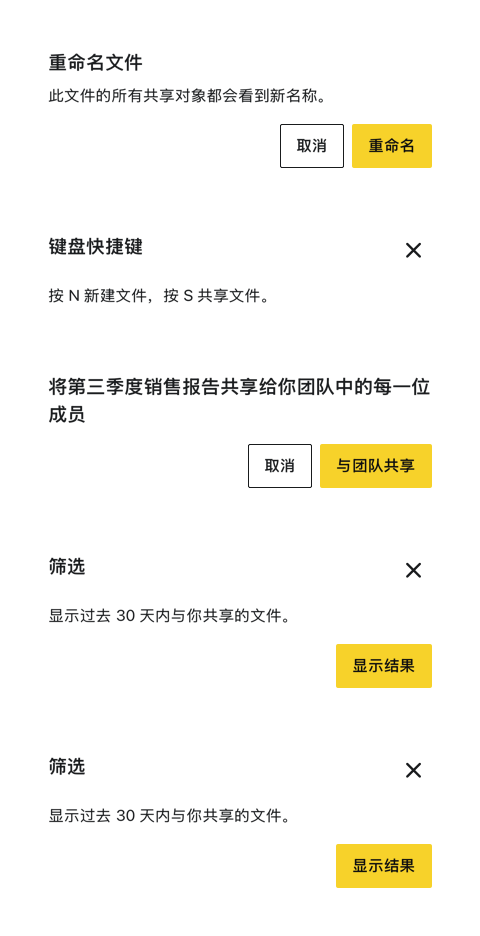 重命名文件
此文件的所有共享对象都会看到新名称。
取消
重命名
键盘快捷键
按 N 新建文件，按 S 共享文件。
将第三季度销售报告共享给你团队中的每一位
成员
取消
与团队共享
筛选
显示过去 30 天内与你共享的文件。
显示结果
筛选
显示过去 30 天内与你共享的文件。
显示结果